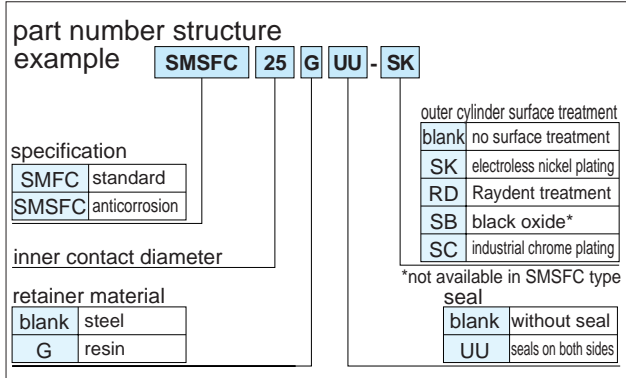 part number structure
example SMSFC 25 G UU - SK
specification
SMFC standard
SMSFC anticorrosion
inner contact diameter
retainer material
blank steel
G resin
outer cylinder surface treatment
blank no surface treatment
SK electroless nickel plating
RD Raydent treatment
SB black oxide*
SC industrial chrome plating
*not available in SMSFC type
seal
blank without seal
UU seals on both sides